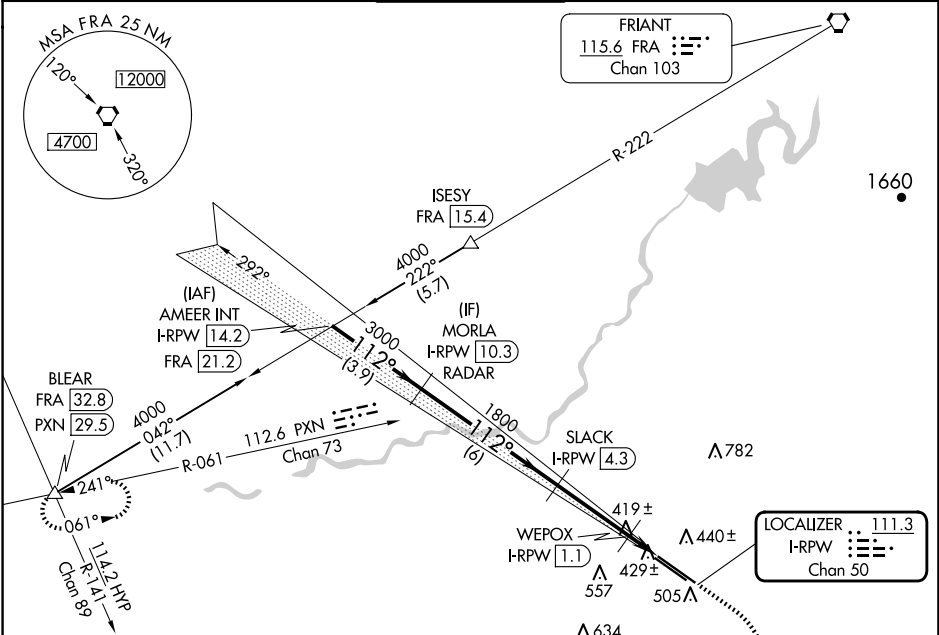 MSA FRA 25 NM
120°
12000
4700
320°
FRIANT
115.6 FRA
Chan 103
R-222
1660
ISESY
FRA 15.4
4000
222°
(5.7)
292°
(IAF)
AMEER INT
I-RPW 14.2
FRA 21.2
3000
112°
(3.9)
(IF)
MORLA
I-RPW 10.3
RADAR
BLEAR
FRA 32.8
PXN 29.5
4000
042°
(11.7)
112.6 PXN
R-061
Chan 73
1800
112°
(6)
SLACK
I-RPW 4.3
782
241°
061°
114.2 HYP
R-141
Chan 89
419±
WEPOX
I-RPW 1.1
429±
440±
557
505
634
LOCALIZER 111.3
I-RPW
Chan 50